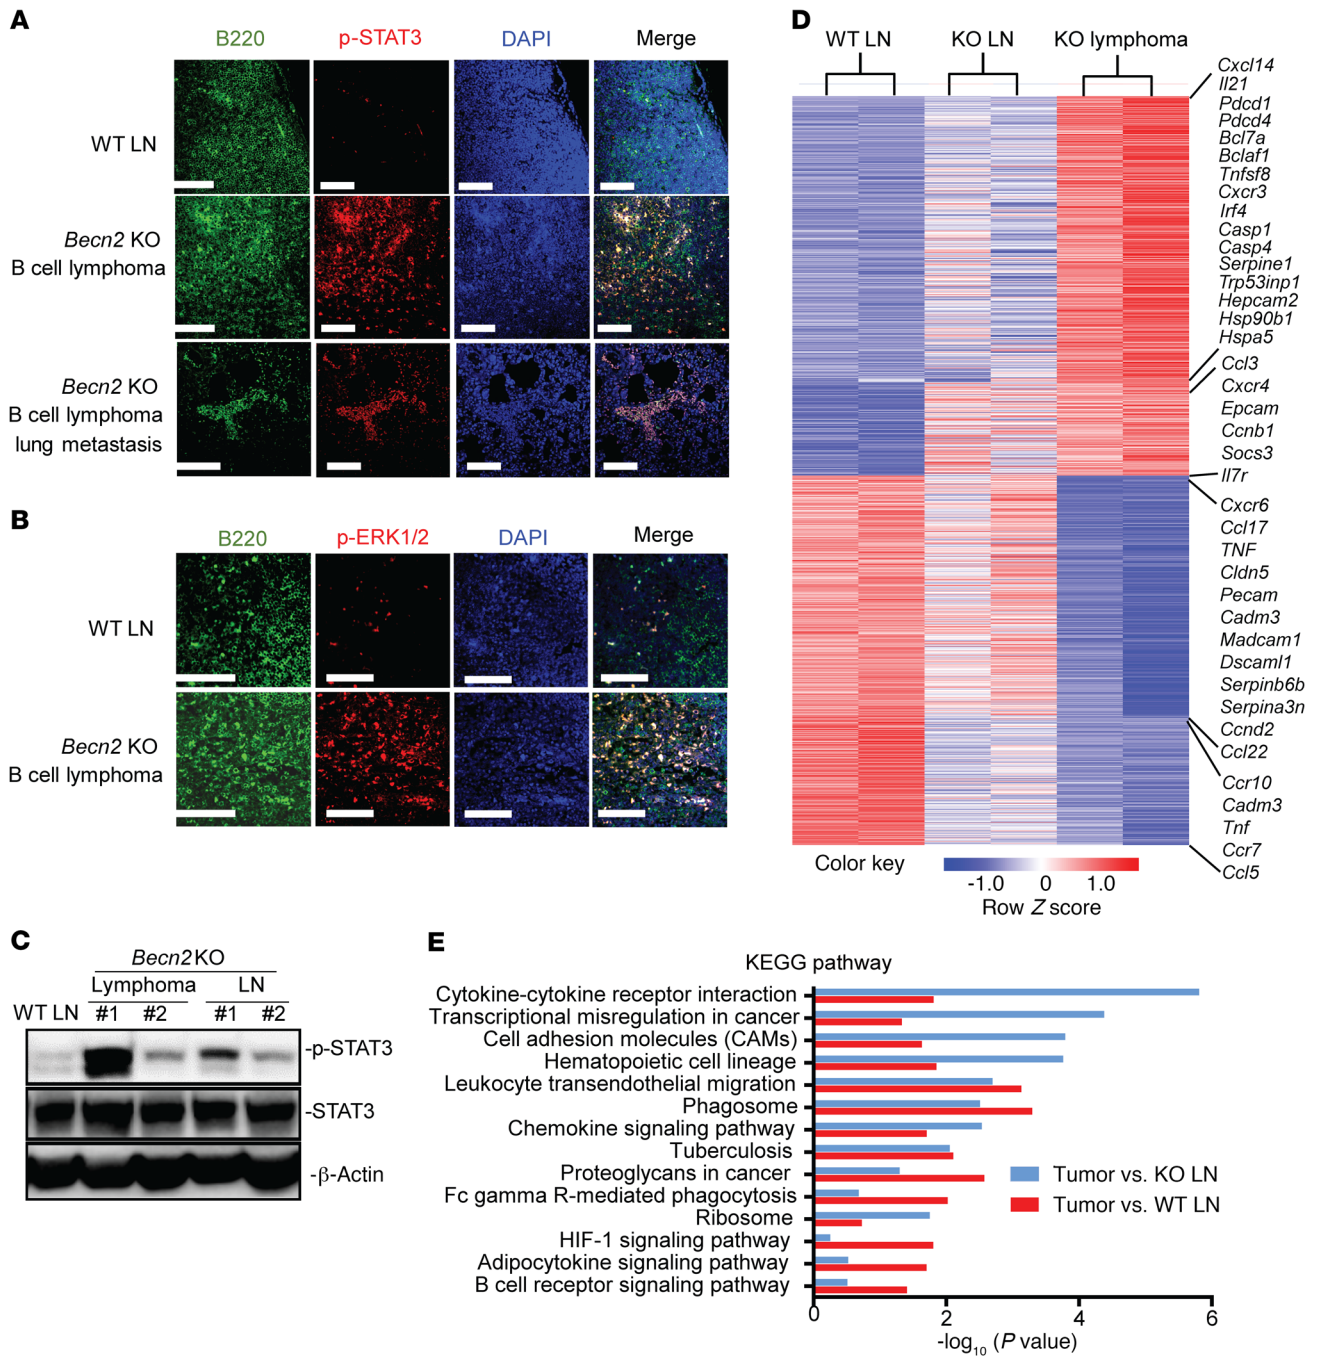 A
B220
p-STAT3
DAPI
Merge
WT LN
Becn2 KO
B cell lymphoma
Becn2 KO
B cell lymphoma
lung metastasis
B
B220
p-ERK1/2
DAPI
Merge
WT LN
Becn2 KO
B cell lymphoma
C
Becn2 KO
Lymphoma
LN
WT LN
#1
#2
#1
#2
-p-STAT3
-STAT3
-β-Actin
D
WT LN
KO LN
KO lymphoma
Cxcl14
Il21
Pdcd1
Pdcd4
Bcl7a
Bclaf1
Tnfsf8
Cxcr3
Irf4
Casp1
Casp4
Serpine1
Trp53inp1
Hepcam2
Hsp90b1
Hspa5
Ccl3
Cxcr4
Epcam
Ccnb1
Socs3
Il7r
Cxcr6
Ccl17
TNF
Cldn5
Pecam
Cadm3
Madcam1
Dscaml1
Serpinb6b
Serpina3n
Ccnd2
Ccl22
Ccr10
Cadm3
Tnf
Ccr7
Ccl5
Color key
-1.0 0 1.0
Row Z score
E
KEGG pathway
Cytokine-cytokine receptor interaction
Transcriptional misregulation in cancer
Cell adhesion molecules (CAMs)
Hematopoietic cell lineage
Leukocyte transendothelial migration
Phagosome
Chemokine signaling pathway
Tuberculosis
Proteoglycans in cancer
Fc gamma R-mediated phagocytosis
Ribosome
HIF-1 signaling pathway
Adipocytokine signaling pathway
B cell receptor signaling pathway
Tumor vs. KO LN
Tumor vs. WT LN
0 2 4 6
-log10 (P value)